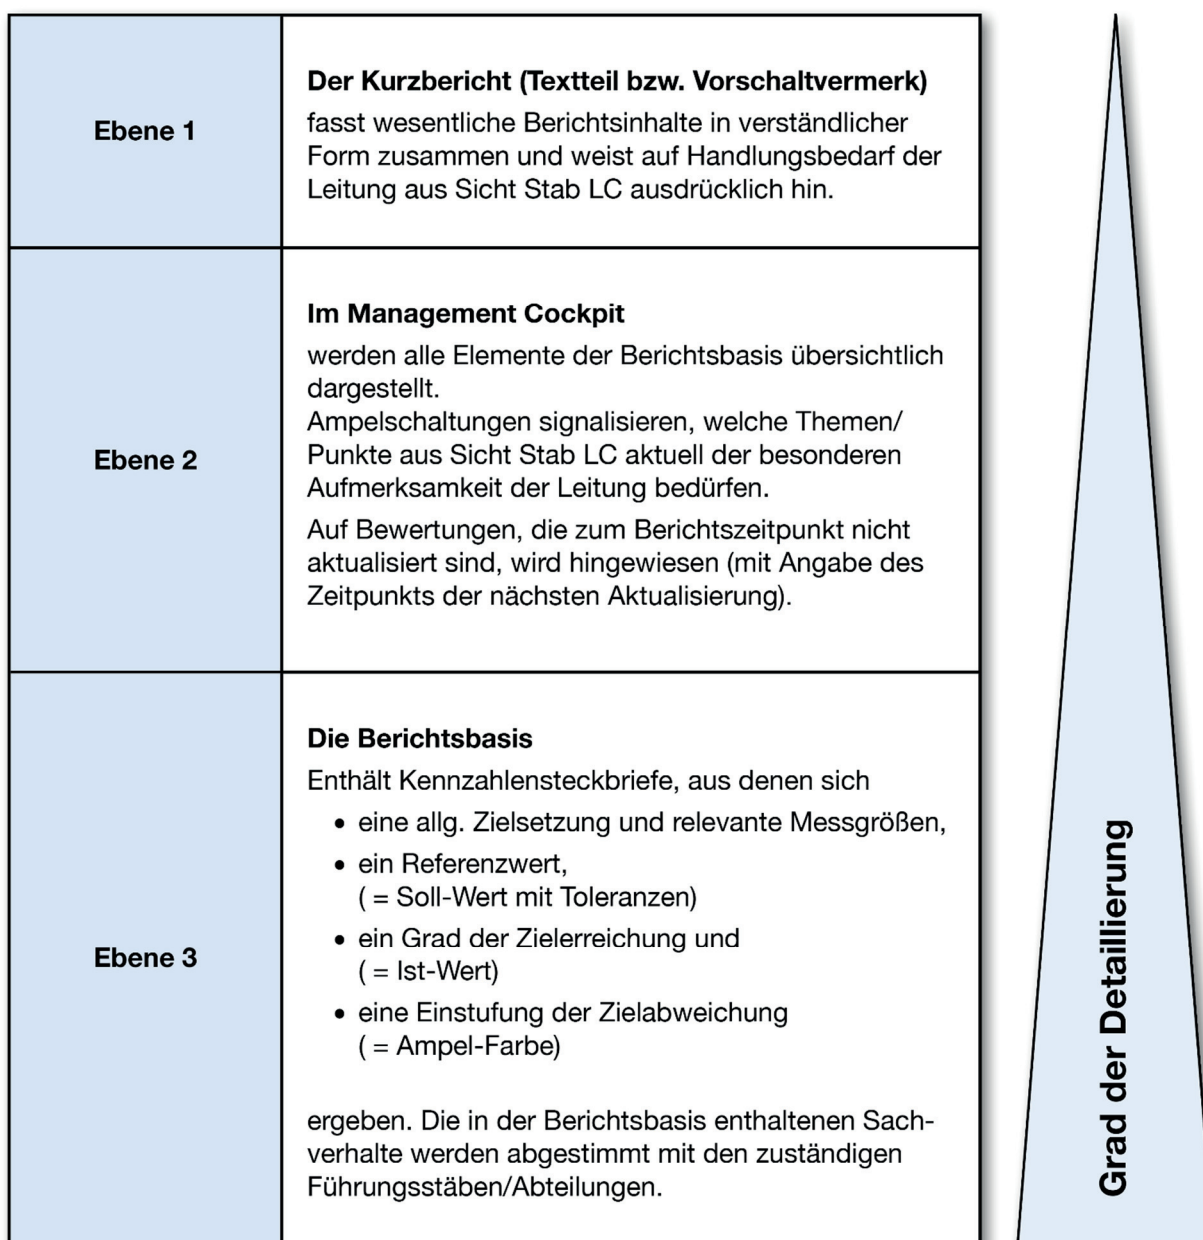 Ebene 1
Der Kurzbericht (Textteil bzw. Vorschaltvermerk)
fasst wesentliche Berichtsinhalte in verständlicher
Form zusammen und weist auf Handlungsbedarf der
Leitung aus Sicht Stab LC ausdrücklich hin.
Ebene 2
Im Management Cockpit
werden alle Elemente der Berichtsbasis übersichtlich
dargestellt.
Ampelschaltungen signalisieren, welche Themen/
Punkte aus Sicht Stab LC aktuell der besonderen
Aufmerksamkeit der Leitung bedürfen.
Auf Bewertungen, die zum Berichtszeitpunkt nicht
aktualisiert sind, wird hingewiesen (mit Angabe des
Zeitpunkts der nächsten Aktualisierung).
Ebene 3
Die Berichtsbasis
Enthält Kennzahlensteckbriefe, aus denen sich
• eine allg. Zielsetzung und relevante Messgrößen,
• ein Referenzwert,
( = Soll-Wert mit Toleranzen)
• ein Grad der Zielerreichung und
( = Ist-Wert)
• eine Einstufung der Zielabweichung
( = Ampel-Farbe)
ergeben. Die in der Berichtsbasis enthaltenen Sach-
verhalte werden abgestimmt mit den zuständigen
Führungsstäben/Abteilungen.
Grad der Detaillierung